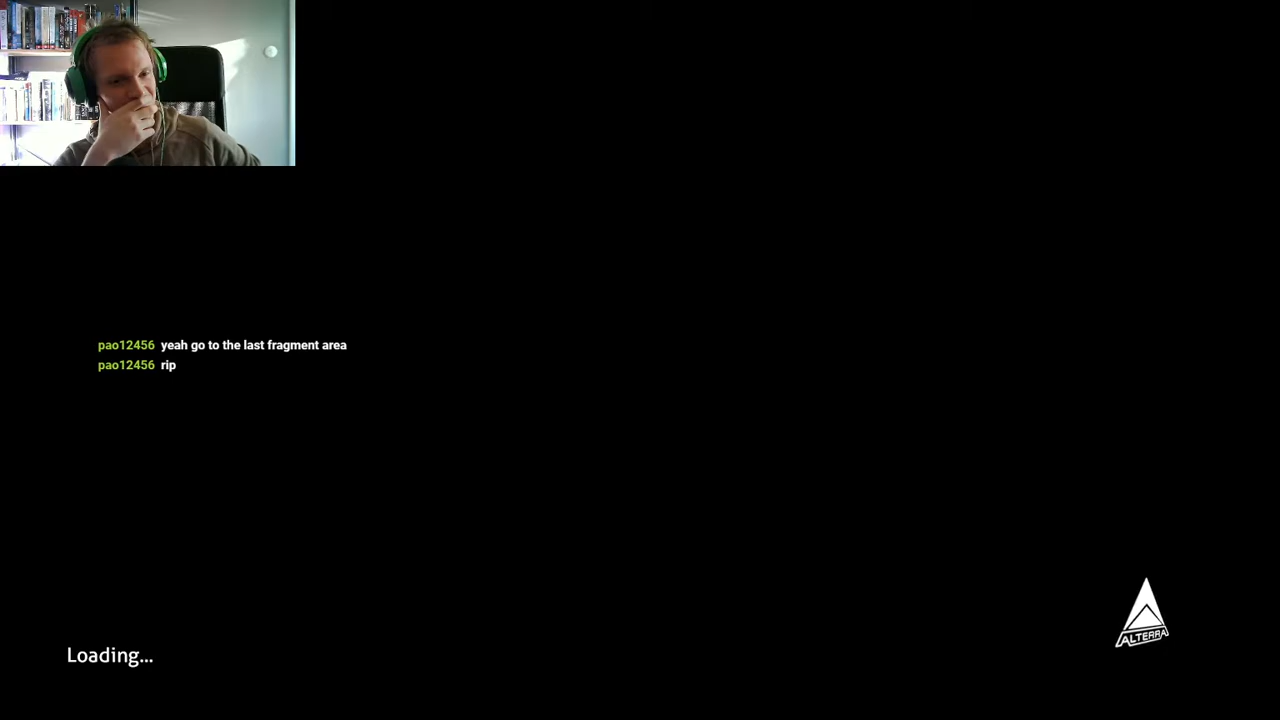 pao12456 yeah go to the last fragment area
pao12456 rip
ALTERRA
Loading...